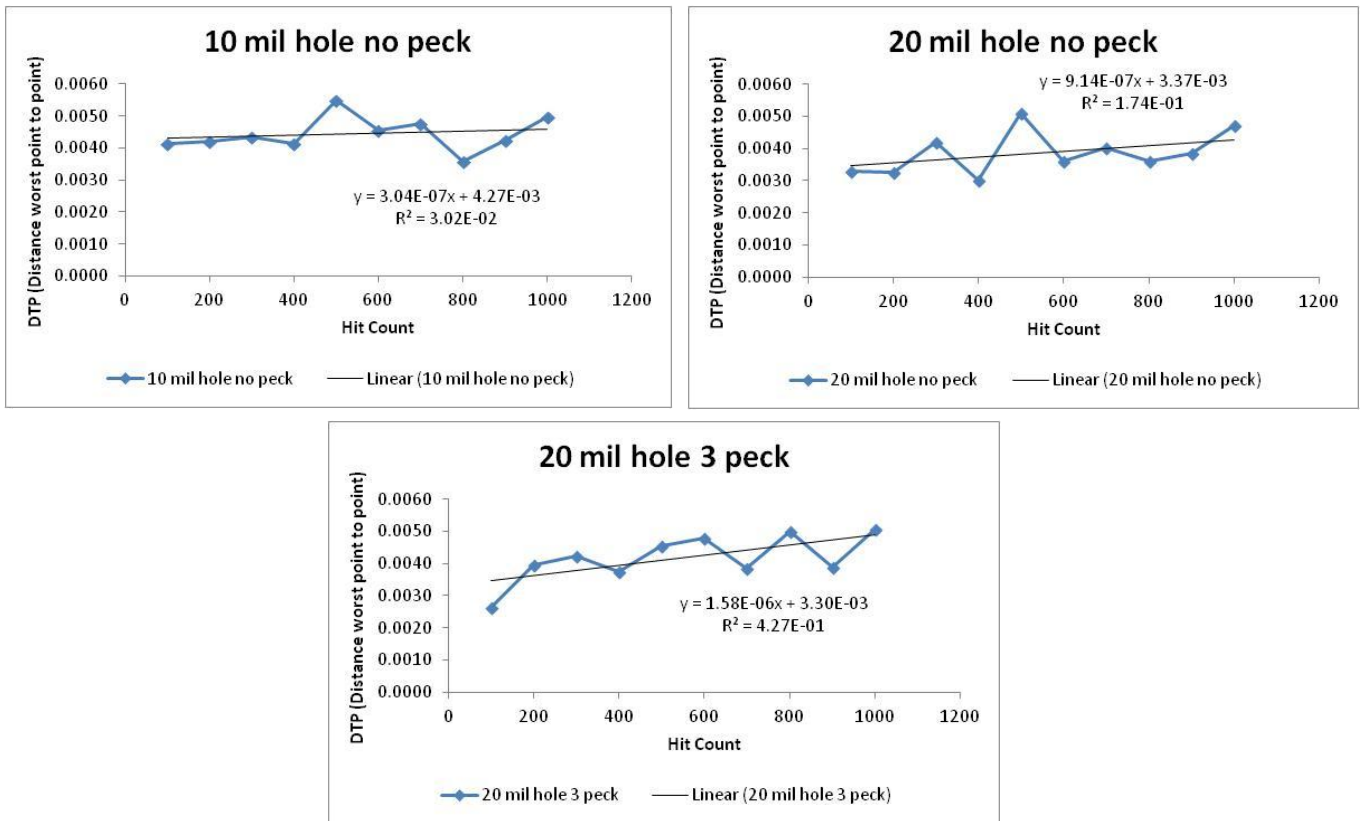 10 mil hole no peck
DTP (Distance worst point to point)
0.0060
0.0050
0.0040
0.0030
0.0020
0.0010
0.0000
y = 3.04E-07x + 4.27E-03
R² = 3.02E-02
0 200 400 600 800 1000 1200
Hit Count
10 mil hole no peck Linear (10 mil hole no peck)
20 mil hole no peck
DTP (Distance worst point to point)
0.0060
0.0050
0.0040
0.0030
0.0020
0.0010
0.0000
y = 9.14E-07x + 3.37E-03
R² = 1.74E-01
0 200 400 600 800 1000 1200
Hit Count
20 mil hole no peck Linear (20 mil hole no peck)
20 mil hole 3 peck
DTP (Distance worst point to point)
0.0060
0.0050
0.0040
0.0030
0.0020
0.0010
0.0000
y = 1.58E-06x + 3.30E-03
R² = 4.27E-01
0 200 400 600 800 1000 1200
Hit Count
20 mil hole 3 peck Linear (20 mil hole 3 peck)